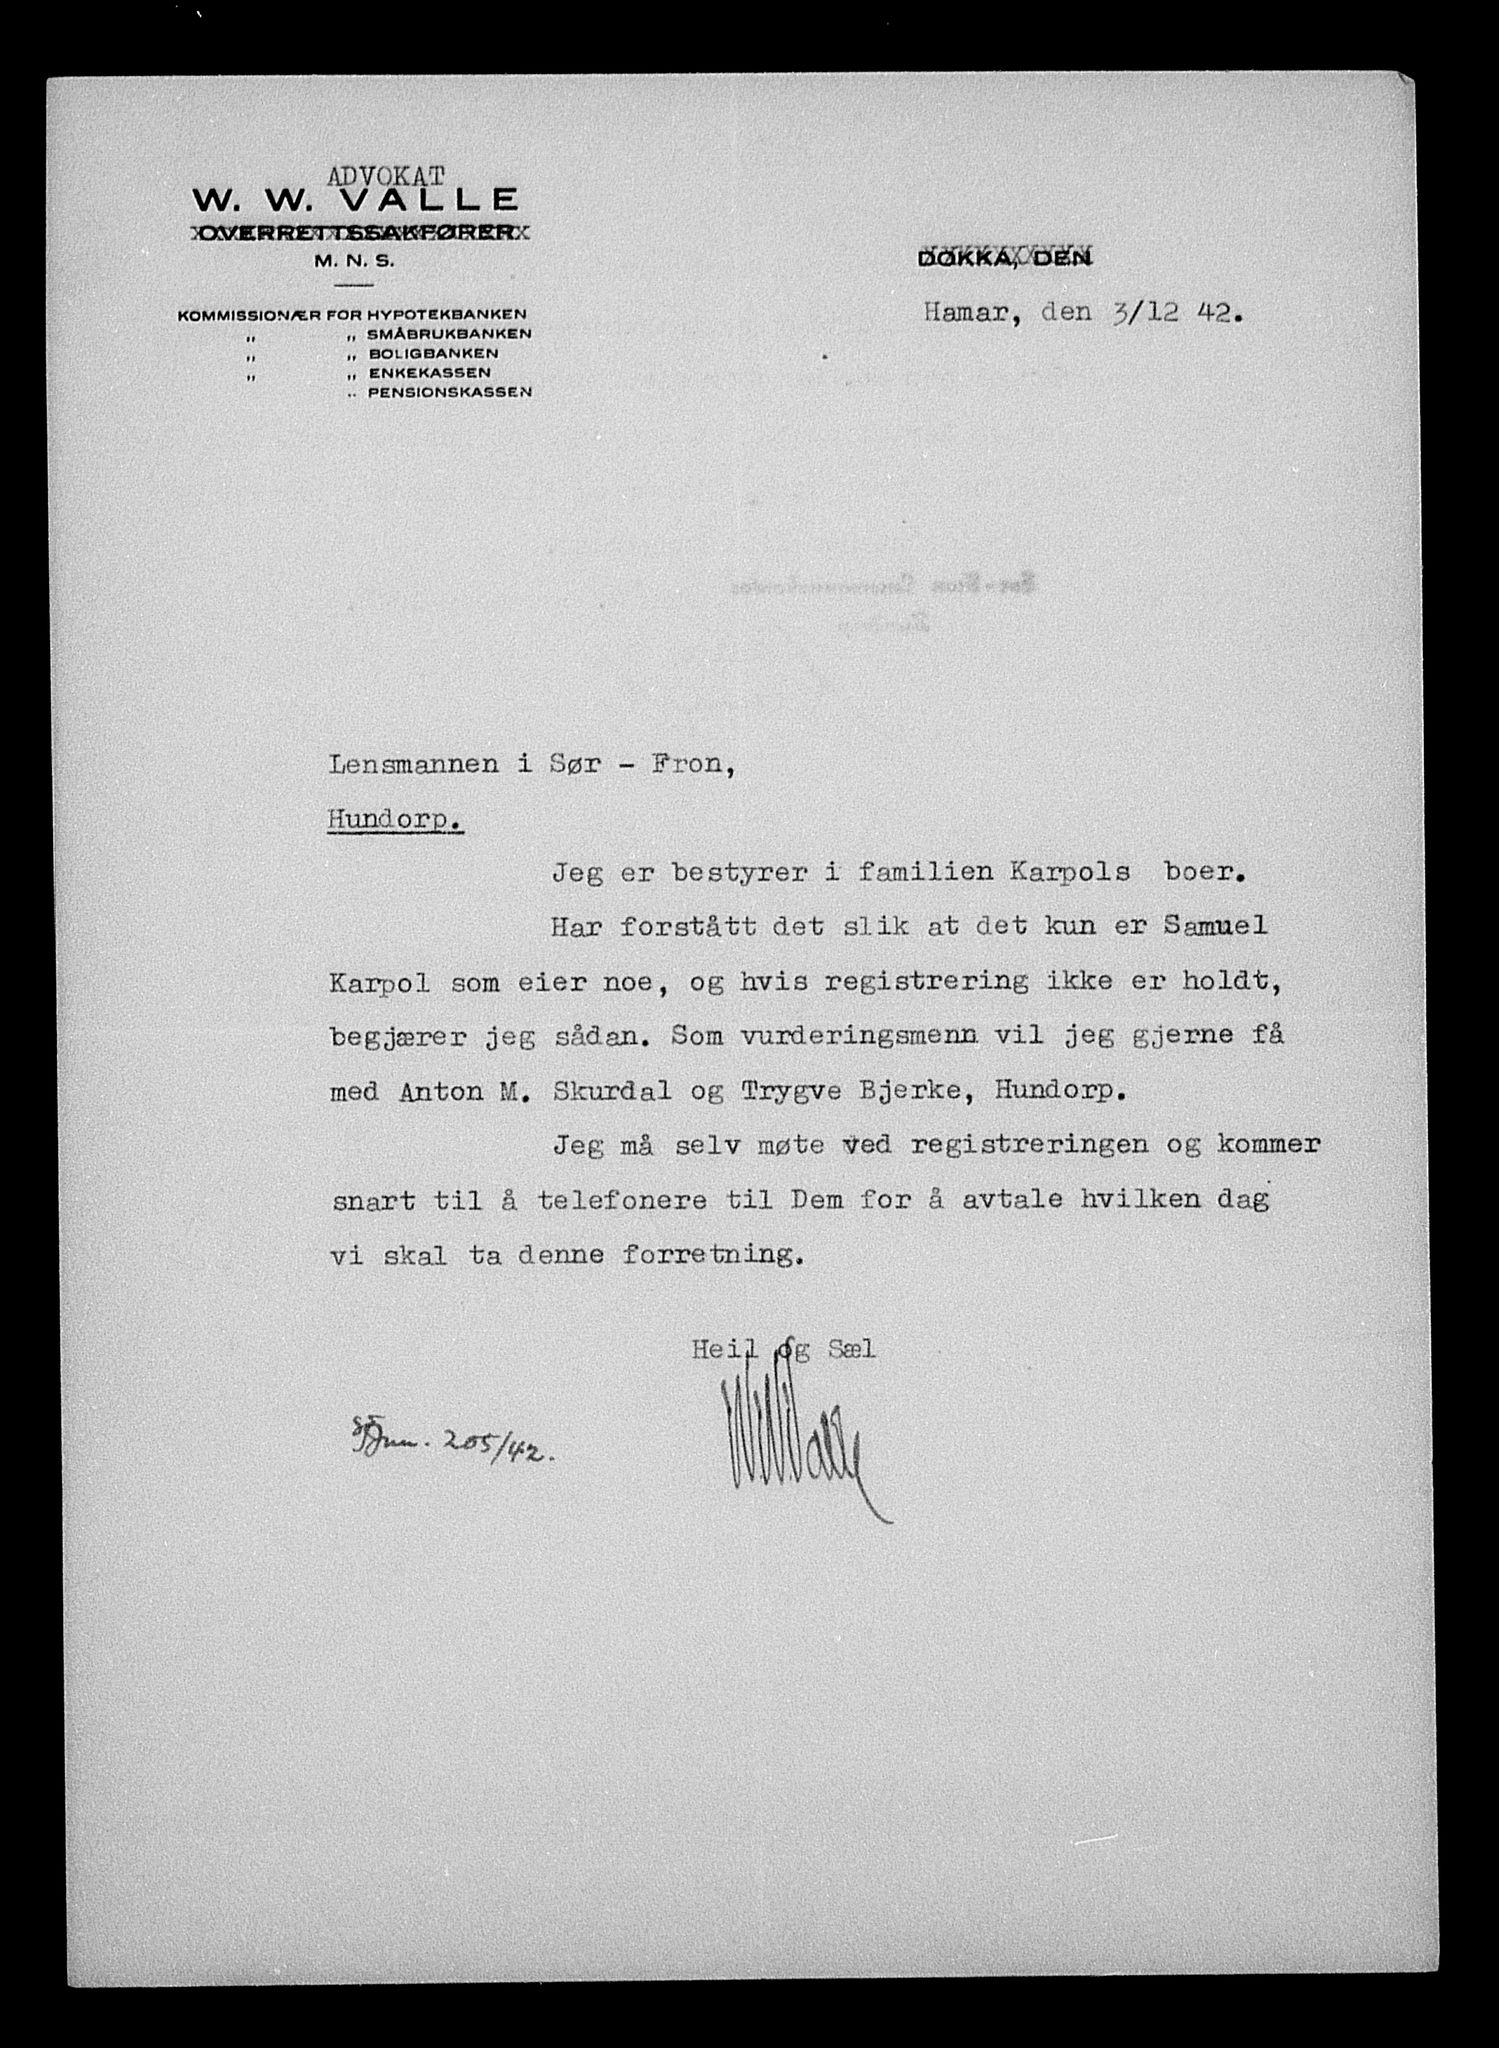 ADVOKAT
W. W. VALLE
OVERRETTSSAKFØRER
M. N. S.
KOMMISSIONÆR FOR HYPOTEKBANKEN
„ „ SMÅBRUKBANKEN
„ „ BOLIGBANKEN
„ „ ENKEKASSEN
„ PENSIONSKASSEN
DOKKA, DEN
Hamar, den 3/12 42.
Lensmannen i Sør - Fron,
Hundorp.
Jeg er bestyrer i familien Karpols boer.
Har forstått det slik at det kun er Samuel
Karpol som eier noe, og hvis registrering ikke er holdt,
begjærer jeg sådan. Som vurderingsmenn vil jeg gjerne få
med Anton M. Skurdal og Trygve Bjerke, Hundorp.
Jeg må selv møte ved registreringen og kommer
snart til å telefonere til Dem for å avtale hvilken dag
vi skal ta denne forretning.
Heil og Sæl
W.W. Valle
205/42.